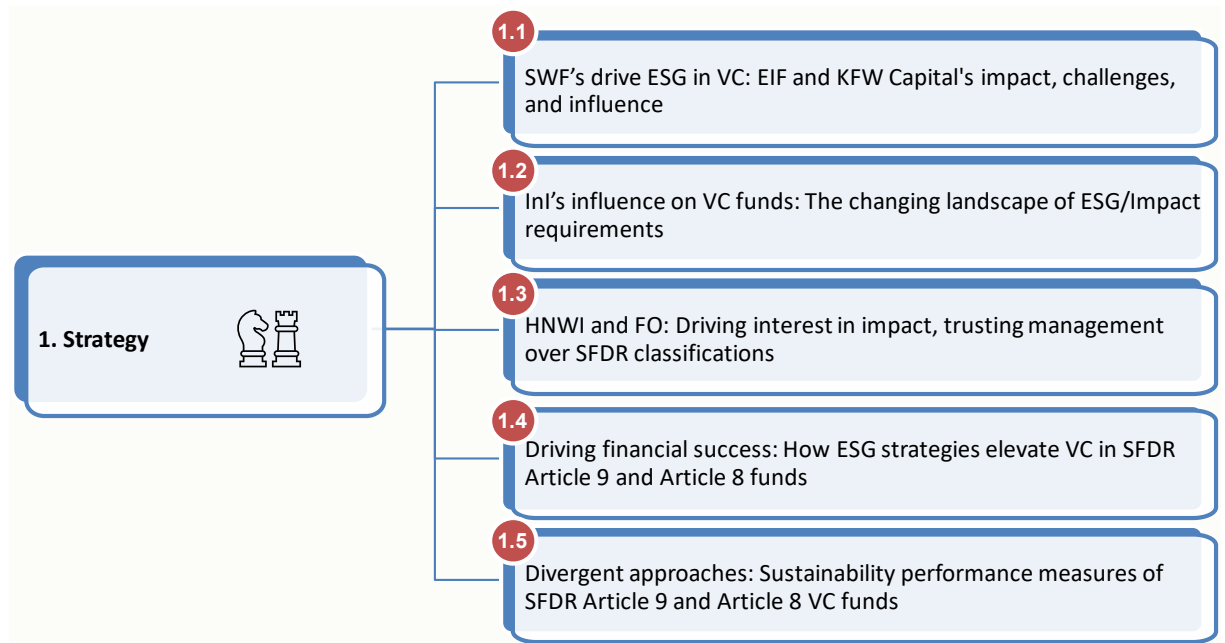 1. Strategy
1.1
SWF’s drive ESG in VC: EIF and KFW Capital's impact, challenges,
and influence
1.2
InI’s influence on VC funds: The changing landscape of ESG/Impact
requirements
1.3
HNWI and FO: Driving interest in impact, trusting management
over SFDR classifications
1.4
Driving financial success: How ESG strategies elevate VC in SFDR
Article 9 and Article 8 funds
1.5
Divergent approaches: Sustainability performance measures of
SFDR Article 9 and Article 8 VC funds